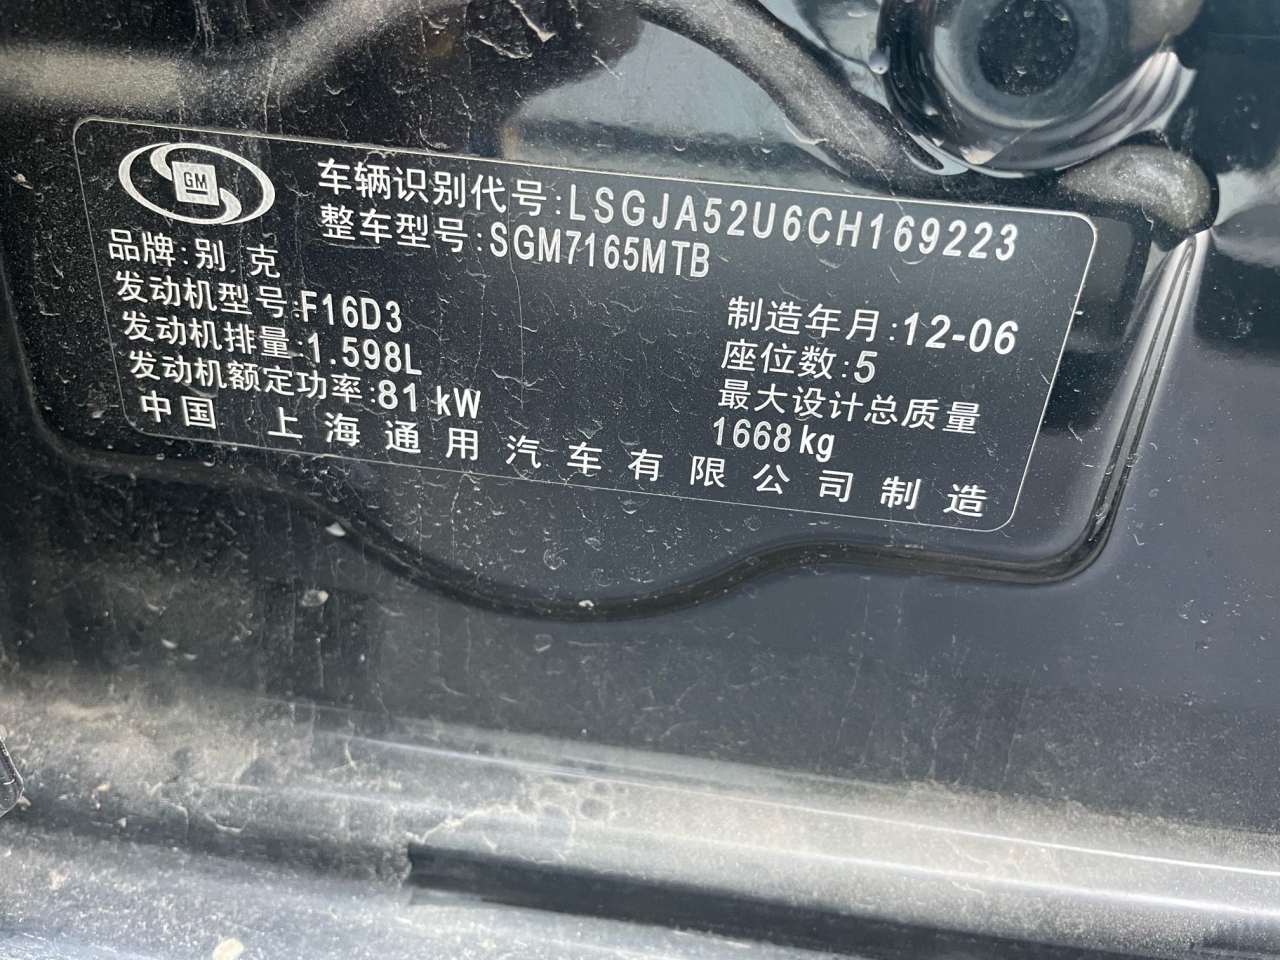 GM
车辆识别代号:LSGJA52U6CH169223
整车型号:SGM7165MTB
品牌:别 克
发动机型号:F16D3
发动机排量:1.598L
发动机额定功率:81 kW
制造年月:12-06
座位数:5
最大设计总质量
1668kg
中国 上海通用汽车有限公司制造